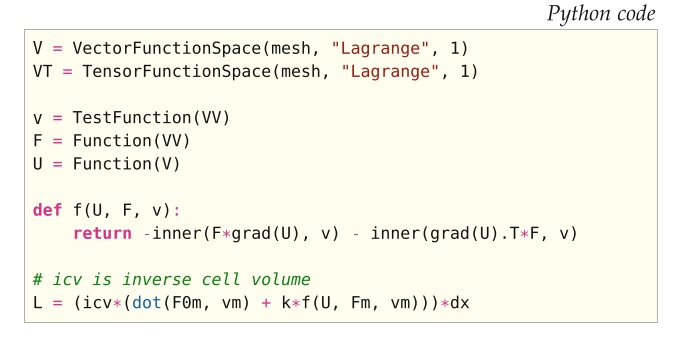 Python code
V = VectorFunctionSpace(mesh, "Lagrange", 1)
VT = TensorFunctionSpace(mesh, "Lagrange", 1)
v = TestFunction(VV)
F = Function(VV)
U = Function(V)
def f(U, F, v):
    return -inner(F*grad(U), v) - inner(grad(U).T*F, v)
# icv is inverse cell volume
L = (icv*(dot(F0m, vm) + k*f(U, Fm, vm)))*dx